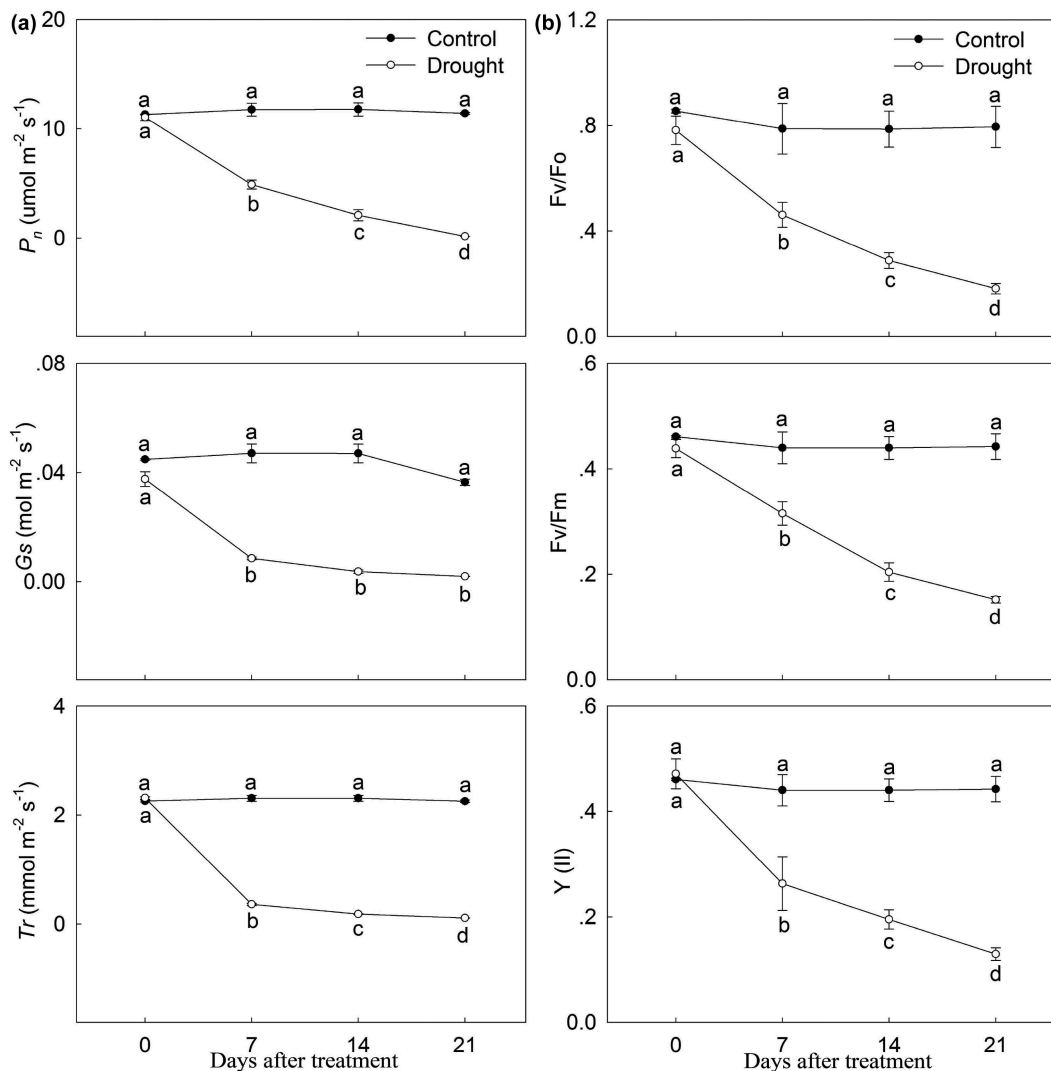 (a)
20
10
0
Pn (umol m-2 s-1)
Control
Drought
a
a
a
a
a
b
c
d
(b)
1.2
.8
.4
0.0
Fv/Fo
Control
Drought
a
a
a
a
a
b
c
d
.08
.04
0.00
Gs (mol m-2 s-1)
a
a
a
a
a
b
b
b
.6
.4
.2
0.0
Fv/Fm
a
a
a
a
a
b
c
d
4
2
0
Tr (mmol m-2 s-1)
a
a
a
a
a
b
c
d
0 7 14 21
Days after treatment
.6
.4
.2
0.0
Y (II)
a
a
a
a
a
b
c
d
0 7 14 21
Days after treatment